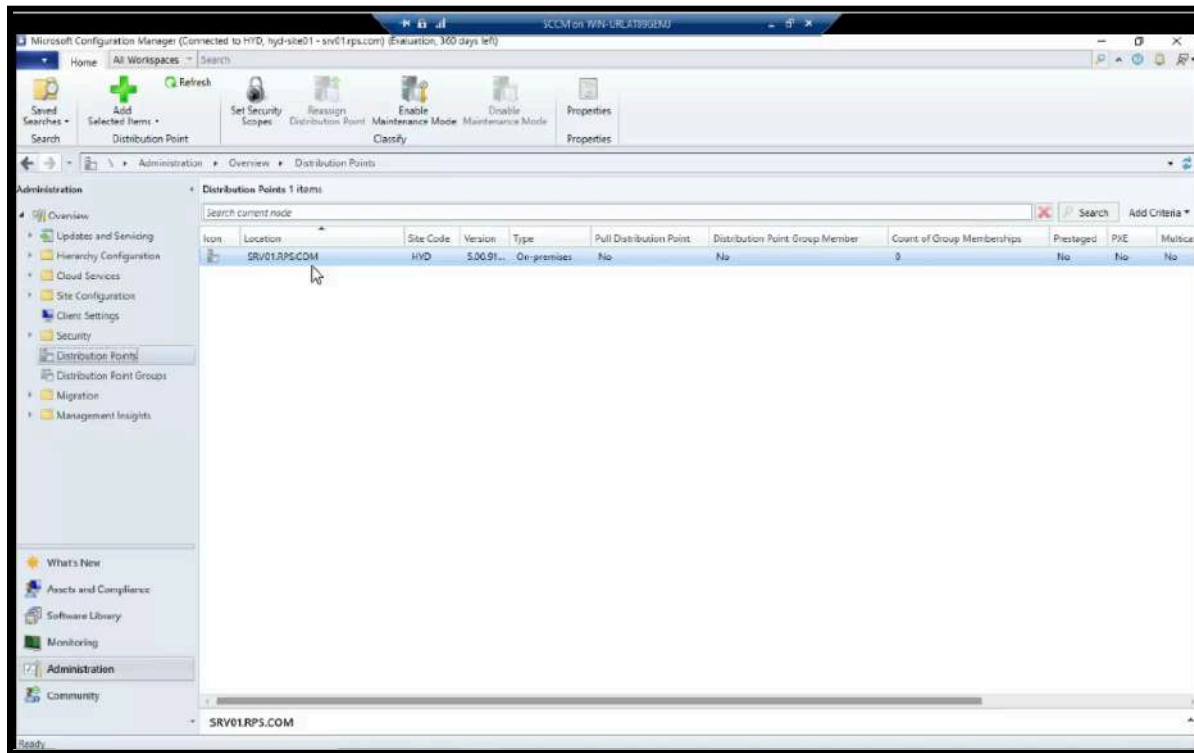 SCCM on WIN-URLAT89GENU
Microsoft Configuration Manager (Connected to HYD, hyd-site01 - srv01.rps.com) (Evaluation, 360 days left)
Home All Workspaces Search
Saved Searches
Search
Add Selected Items
Refresh
Distribution Point
Set Security Scopes
Reassign Distribution Point
Enable Maintenance Mode
Disable Maintenance Mode
Classify
Properties
Properties
\ Administration Overview Distribution Points
Administration
Overview
Updates and Servicing
Hierarchy Configuration
Cloud Services
Site Configuration
Client Settings
Security
Distribution Points
Distribution Point Groups
Migration
Management Insights
What's New
Assets and Compliance
Software Library
Monitoring
Administration
Community
Distribution Points 1 items
Search current node Search Add Criteria
Icon Location Site Code Version Type Pull Distribution Point Distribution Point Group Member Count of Group Memberships Prestaged PXE Multica
SRV01.RPS.COM HYD 5.00.91... On-premises No No 0 No No No
SRV01.RPS.COM
Ready